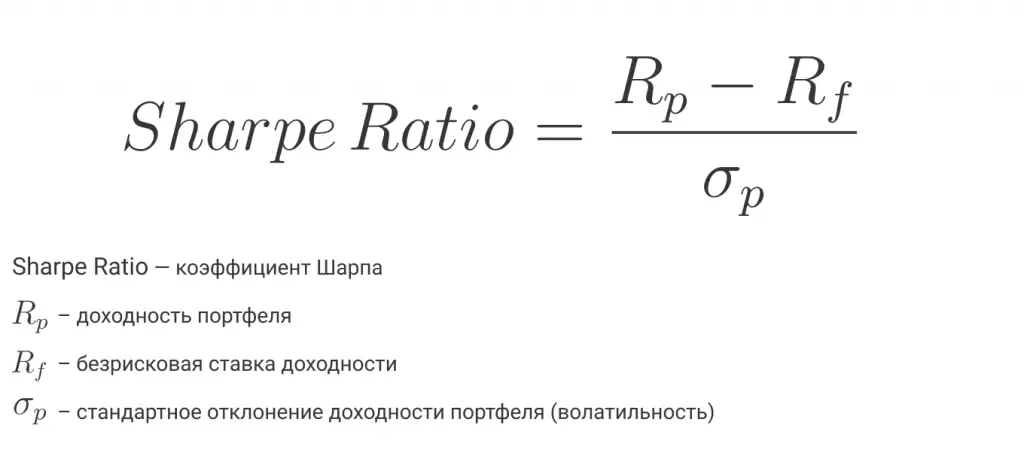 Sharpe Ratio = (R_p − R_f) / σ_p
Sharpe Ratio — коэффициент Шарпа
R_p – доходность портфеля
R_f – безрисковая ставка доходности
σ_p – стандартное отклонение доходности портфеля (волатильность)